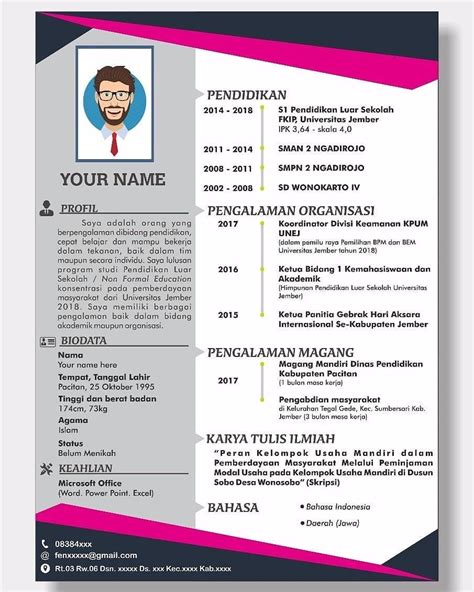 YOUR NAME
PROFIL
Saya adalah orang yang
berpengalaman dibidang pendidikan,
cepat belajar dan mampu bekerja
dalam tekanan, baik dalam tim
maupun secara individu. Saya lulusan
program studi Pendidikan Luar
Sekolah / Non Formal Education
konsentrasi pada pemberdayaan
masyarakat dari Universitas Jember
2018. Saya memiliki berbagai
pengalaman baik dalam bidang
akademik maupun organisasi.
BIODATA
Nama
Your name here
Tempat, Tanggal Lahir
Pacitan, 25 Oktober 1995
Tinggi dan berat badan
174cm, 73kg
Agama
Islam
Status
Belum Menikah
KEAHLIAN
Microsoft Office
(Word. Power Point. Excel)
08384xxx
fenxxxxx@gmail.com
Rt.03 Rw.06 Dsn. xxxxx Ds. xxx Kec.xxxx Kab.xxxx
PENDIDIKAN
2014 - 2018 S1 Pendidikan Luar Sekolah
FKIP, Universitas Jember
IPK 3,64 - skala 4,0
2011 - 2014 SMAN 2 NGADIROJO
2008 - 2011 SMPN 2 NGADIROJO
2002 - 2008 SD WONOKARTO IV
PENGALAMAN ORGANISASI
2017 Koordinator Divisi Keamanan KPUM
UNEJ
(dalam pemilu raya Pemilihan BPM dan BEM
Universitas Jember tahun 2018)
2016 Ketua Bidang 1 Kemahasiswaan dan
Akademik
(Himpunan Pendidikan Luar Sekolah
Universitas Jember)
2015 Ketua Panitia Gebrak Hari Aksara
Internasional Se-Kabupaten Jember
PENGALAMAN MAGANG
2017 Magang Mandiri Dinas Pendidikan
Kabupaten Pacitan
(1 bulan masa kerja)
Pengabdian masyarakat
di Kelurahan Tegal Gede, Kec. Sumbersari Kab.
Jember (3 bulan masa kerja)
KARYA TULIS ILMIAH
"Peran Kelompok Usaha Mandiri dalam
Pemberdayaan Masyarakat Melalui Peminjaman
Modal Usaha pada Kelompok Usaha Mandiri di Dusun
Sobo Desa Wonosobo" (Skripsi)
BAHASA
Bahasa Indonesia
Daerah (Jawa)